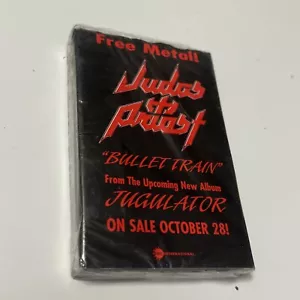 Free Metal!
Judas
Priest
"BULLET TRAIN"
From The Upcoming New Album
JUGULATOR
ON SALE OCTOBER 28!